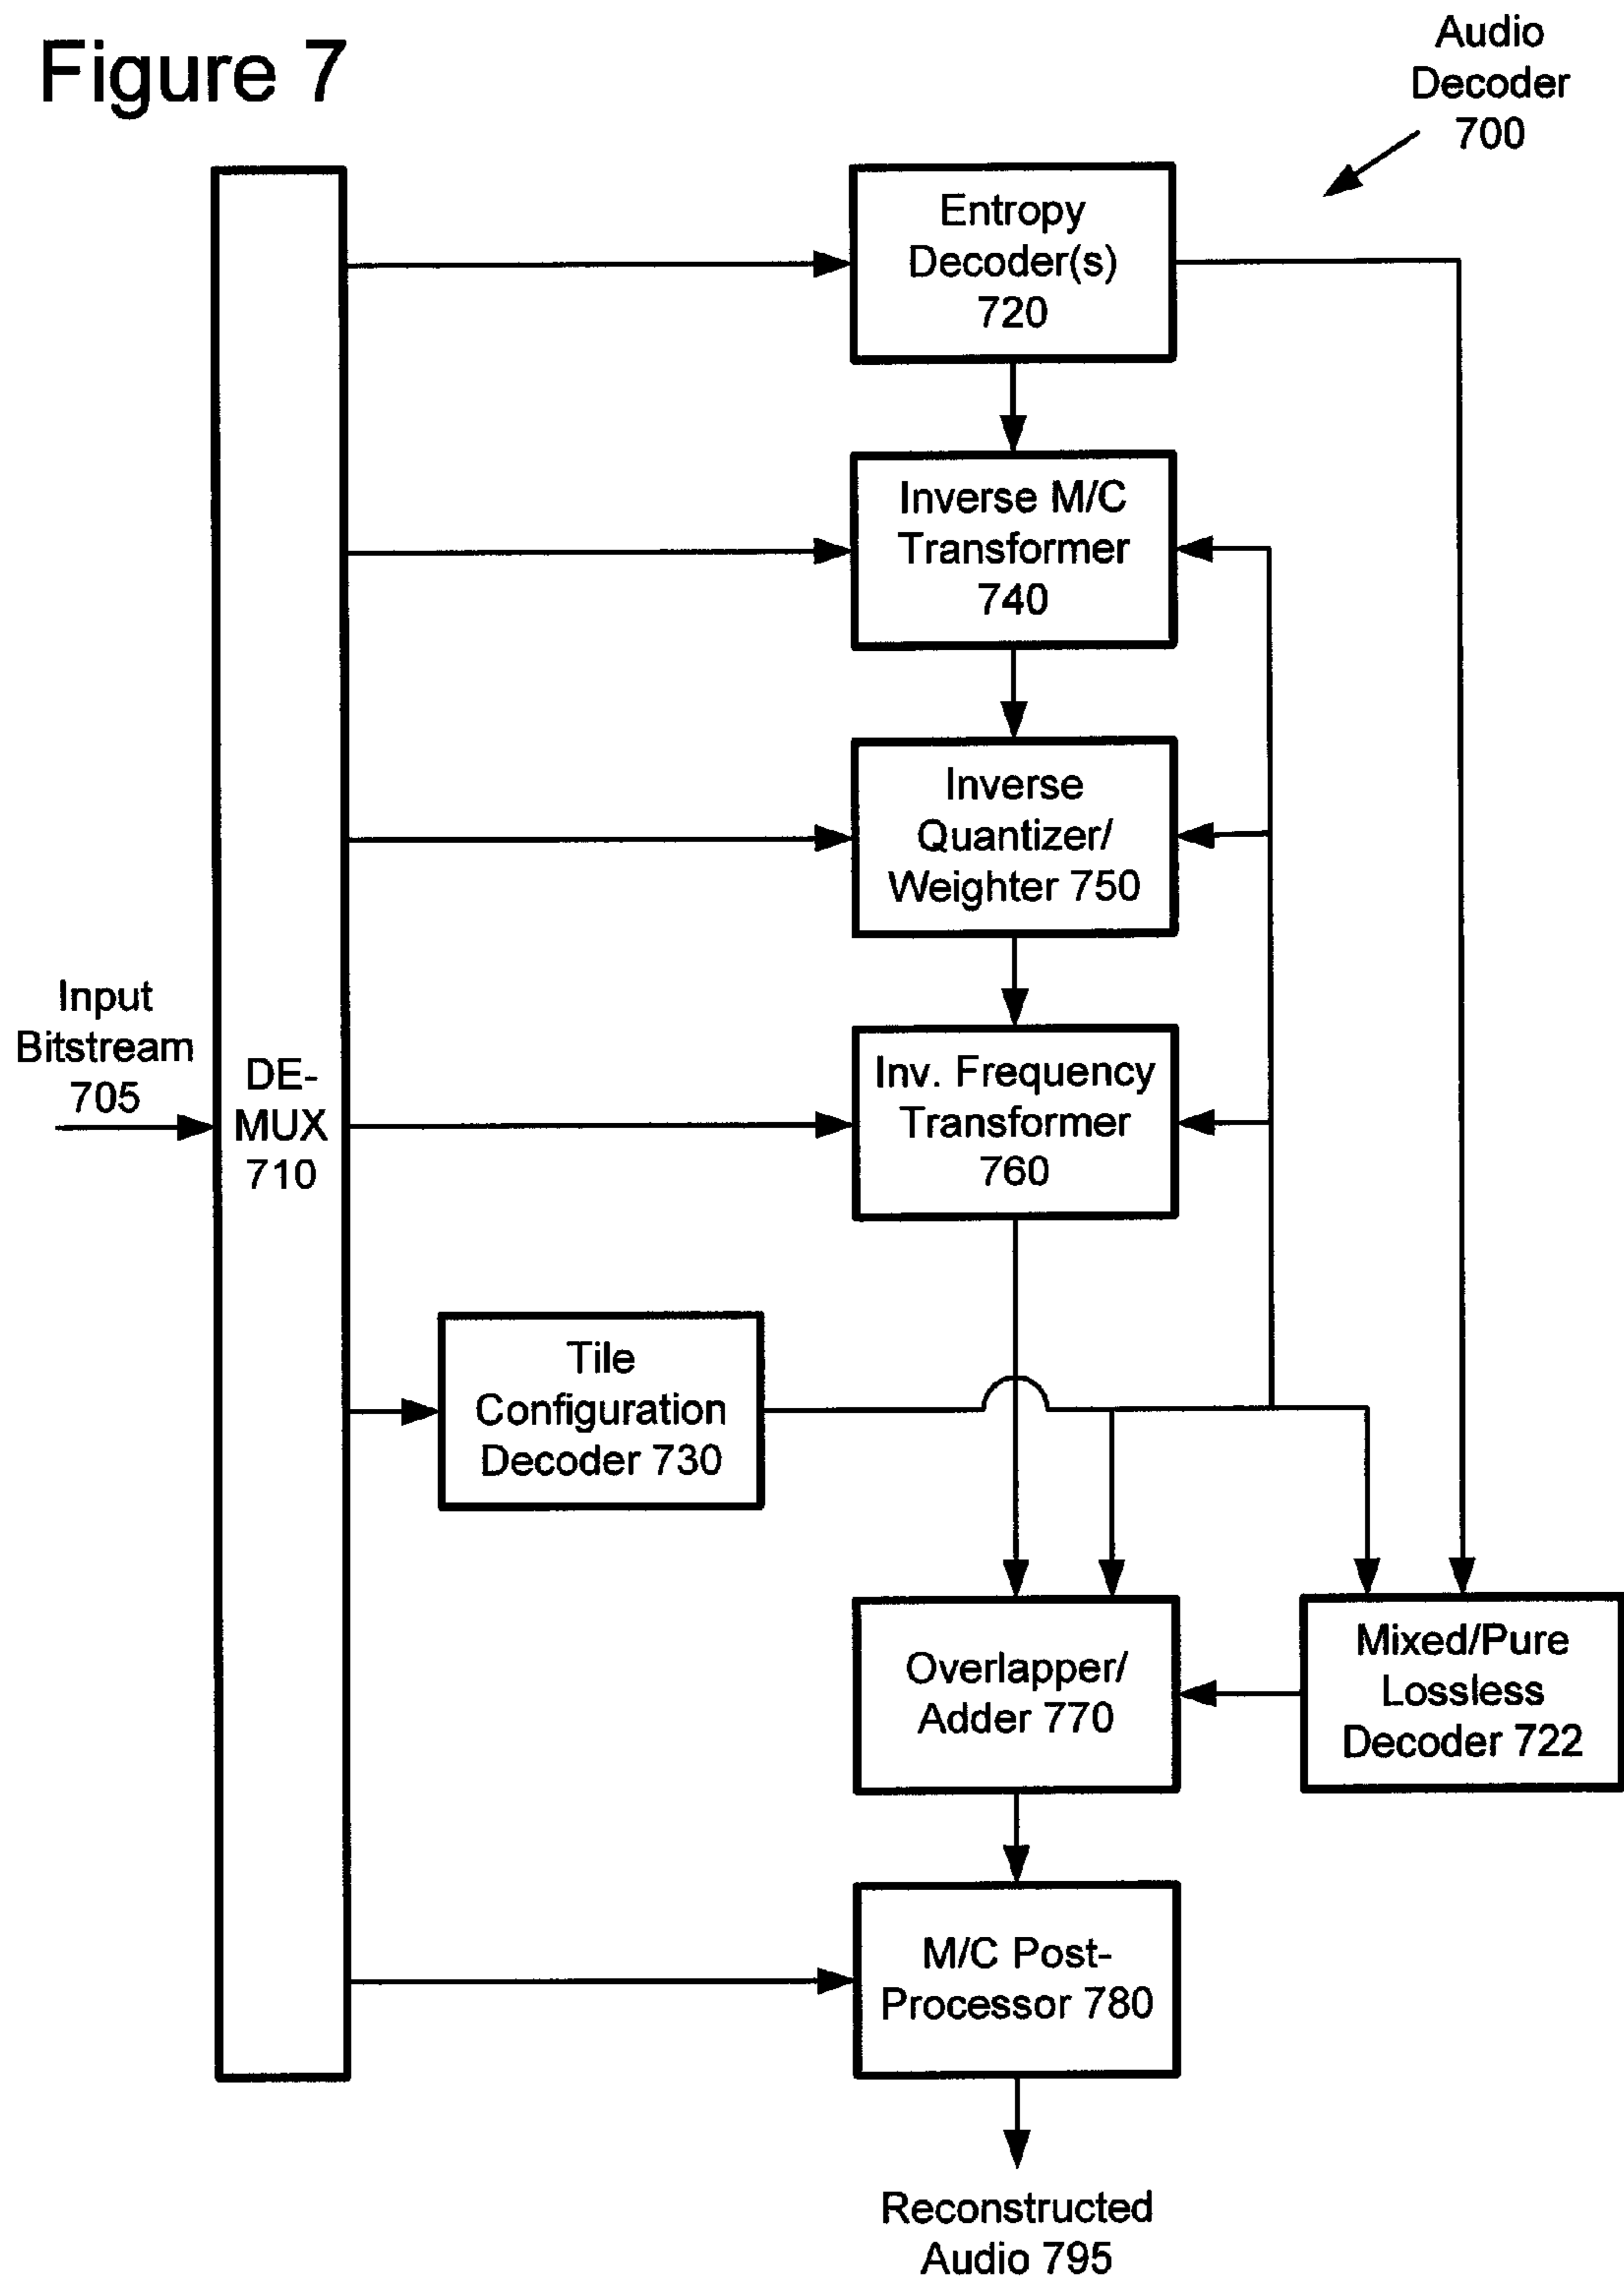 Figure 7
Audio
Decoder
700
Entropy
Decoder(s)
720
Inverse M/C
Transformer
740
Inverse
Quantizer/
Weighter 750
Input
Bitstream
705
DE-
MUX
710
Inv. Frequency
Transformer
760
Tile
Configuration
Decoder 730
Overlapper/
Adder 770
Mixed/Pure
Lossless
Decoder 722
M/C Post-
Processor 780
Reconstructed
Audio 795